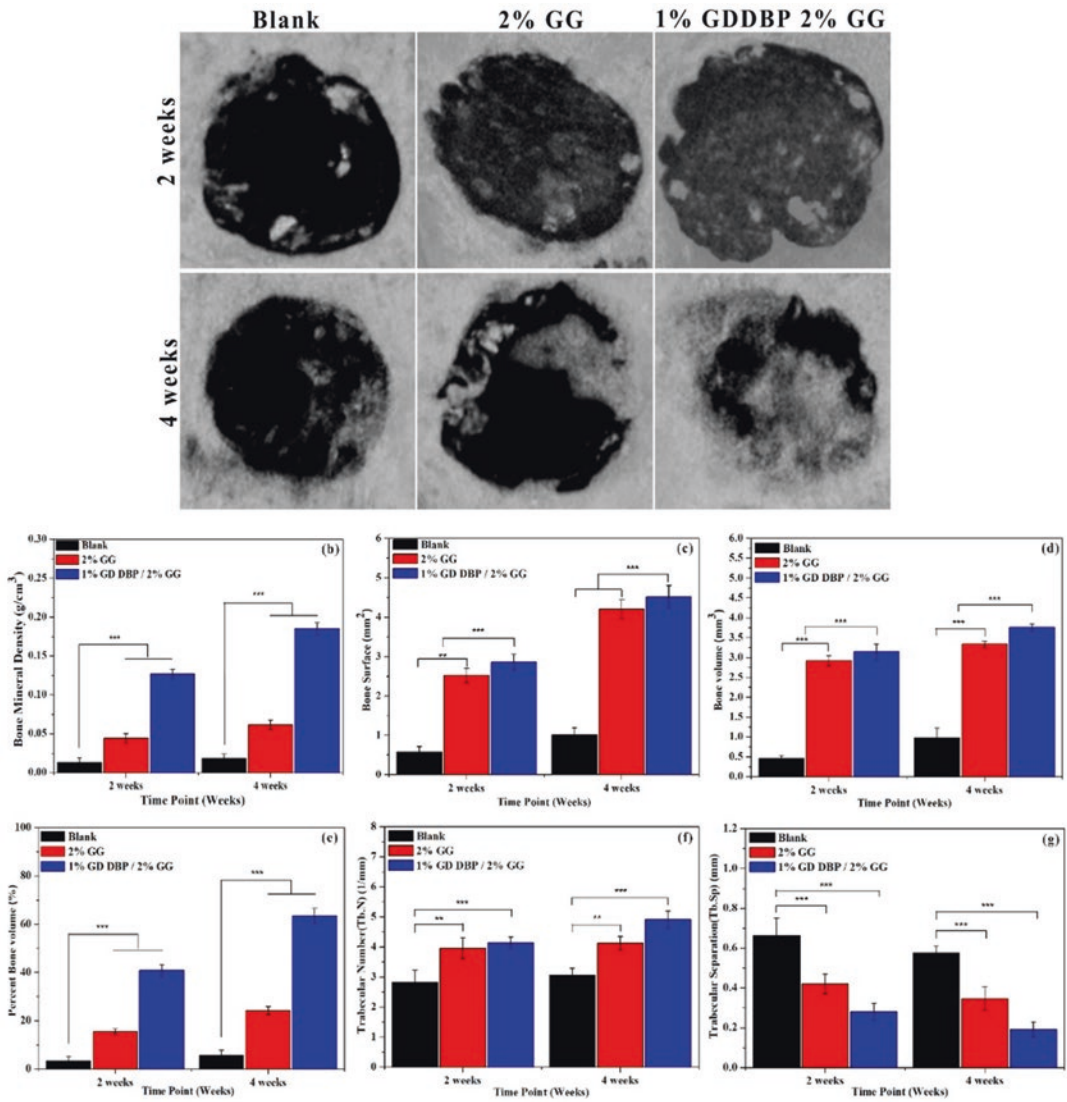 Blank 2% GG 1% GDDBP 2% GG
2 weeks
4 weeks
(b)
Blank
2% GG
1% GD DBP / 2% GG
Bone Mineral Density (g/cm³)
0.30
0.25
0.20
0.15
0.10
0.05
0.00
***
***
2 weeks 4 weeks
Time Point (Weeks)
(c)
Blank
2% GG
1% GD DBP / 2% GG
Bone Surface (mm²)
6
5
4
3
2
1
0
**
***
***
2 weeks 4 weeks
Time Point (Weeks)
(d)
Blank
2% GG
1% GD DBP / 2% GG
Bone volume (mm³)
6.0
5.5
5.0
4.5
4.0
3.5
3.0
2.5
2.0
1.5
1.0
0.5
0.0
***
***
***
***
2 weeks 4 weeks
Time Point (Weeks)
(e)
Blank
2% GG
1% GD DBP / 2% GG
Percent Bone volume (%)
100
80
60
40
20
0
***
***
2 weeks 4 weeks
Time Point (Weeks)
(f)
Blank
2% GG
1% GD DBP / 2% GG
Trabecular Number(Tb.N) (1/mm)
8
7
6
5
4
3
2
1
0
***
**
***
**
2 weeks 4 weeks
Time Point (Weeks)
(g)
Blank
2% GG
1% GD DBP / 2% GG
Trabecular Separation(Tb.Sp) (mm)
1.2
1.0
0.8
0.6
0.4
0.2
0.0
***
***
***
***
2 weeks 4 weeks
Time Point (Weeks)